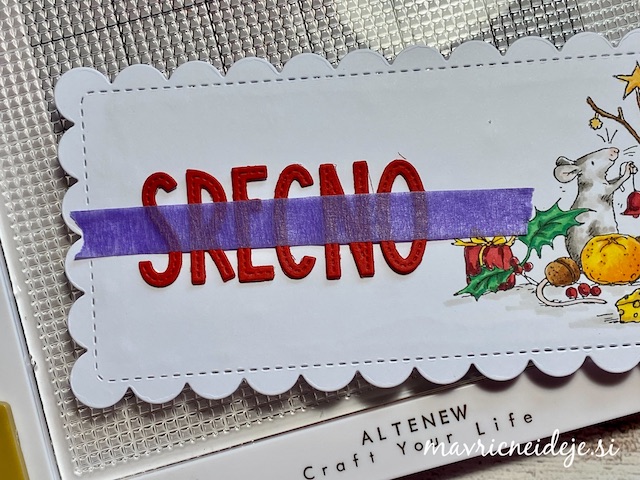 SRECNO
ALTENEW
Craft Your Life
mavricneideje.si